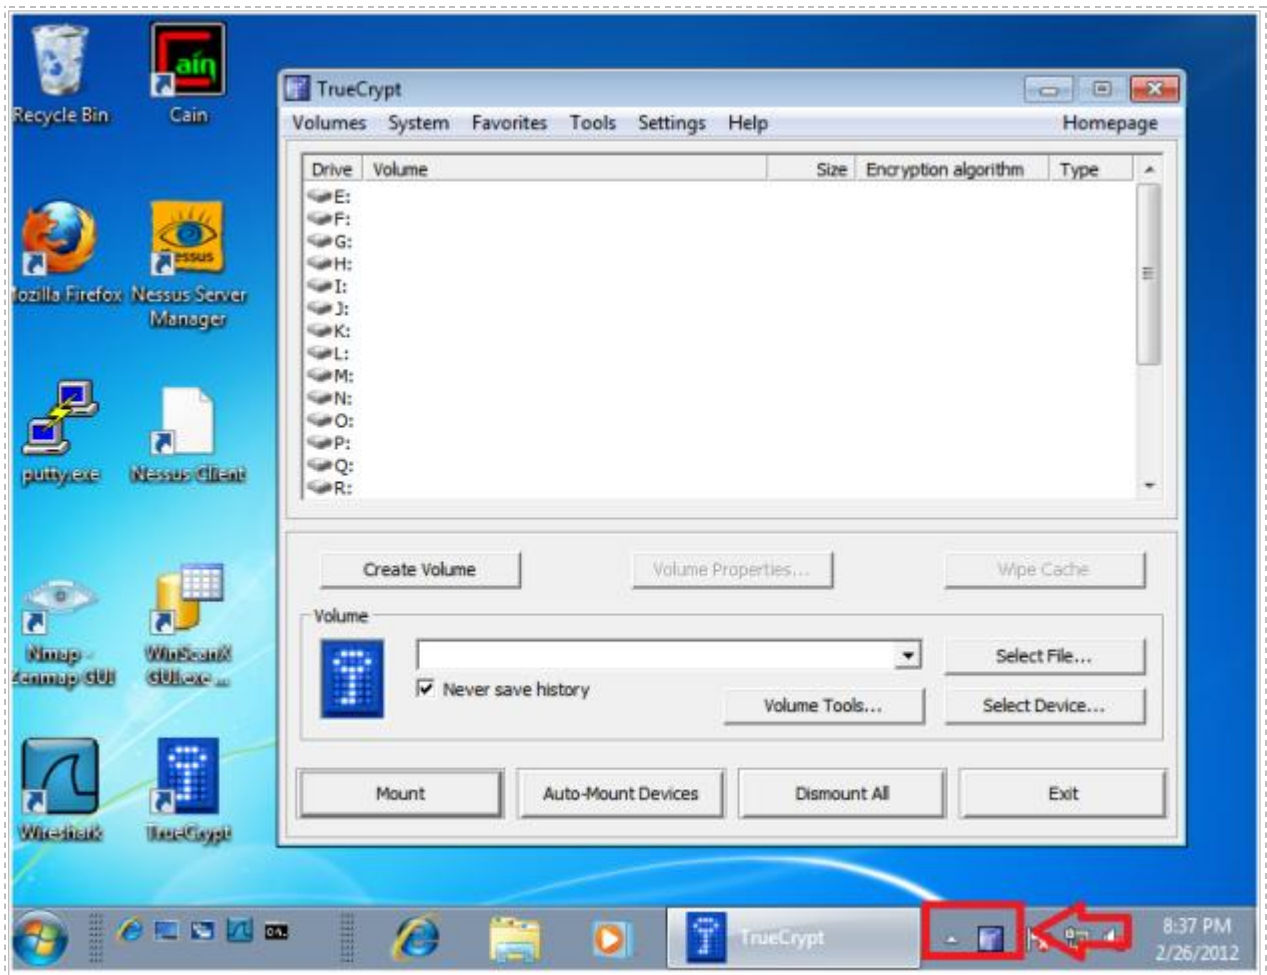 Recycle Bin
Cain
Mozilla Firefox
Nessus Server
Manager
putty.exe
Nessus Client
Nmap -
Zenmap GUI
WinScanX
GUI.exe ...
Wireshark
TrueCrypt
TrueCrypt
Volumes System Favorites Tools Settings Help Homepage
Drive Volume Size Encryption algorithm Type
E:
F:
G:
H:
I:
J:
K:
L:
M:
N:
O:
P:
Q:
R:
Create Volume Volume Properties... Wipe Cache
Volume
Select File...
Never save history
Volume Tools... Select Device...
Mount Auto-Mount Devices Dismount All Exit
TrueCrypt
8:37 PM
2/26/2012